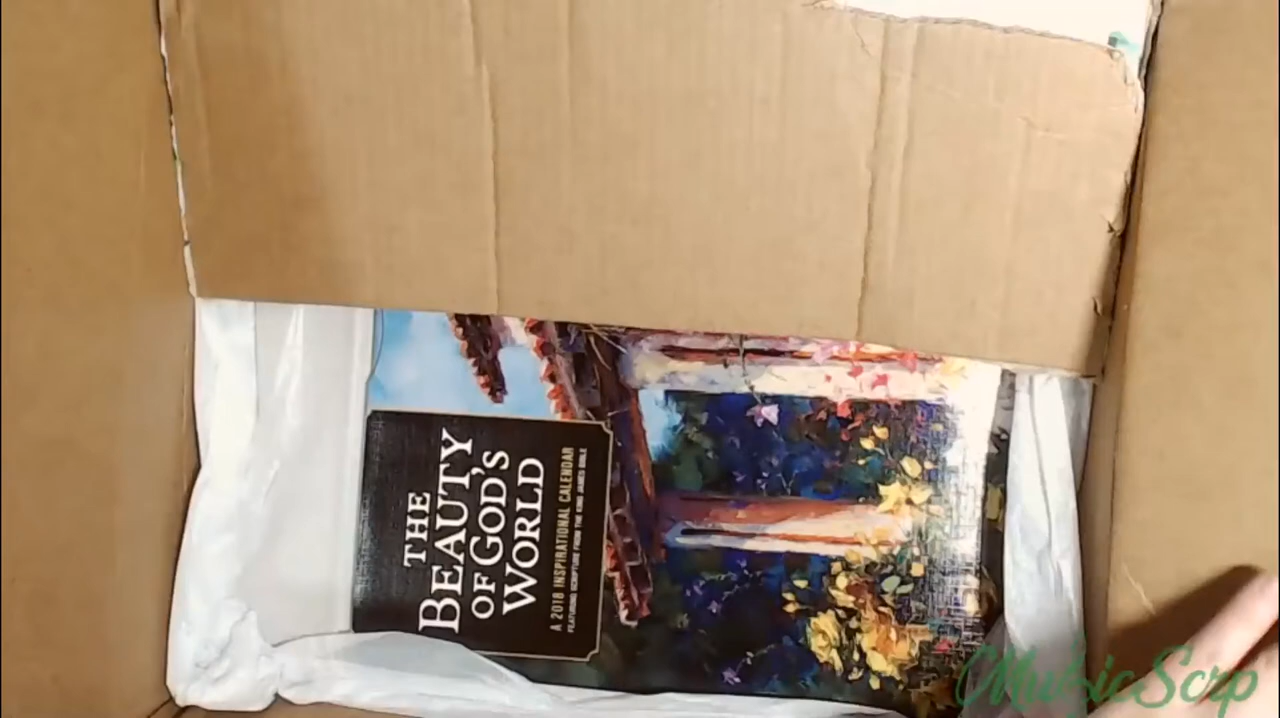 THE
BEAUTY
OF GOD'S
WORLD
A 2018 INSPIRATIONAL CALENDAR
FEATURING SCRIPTURE FROM THE KING JAMES BIBLE
MusicScrp